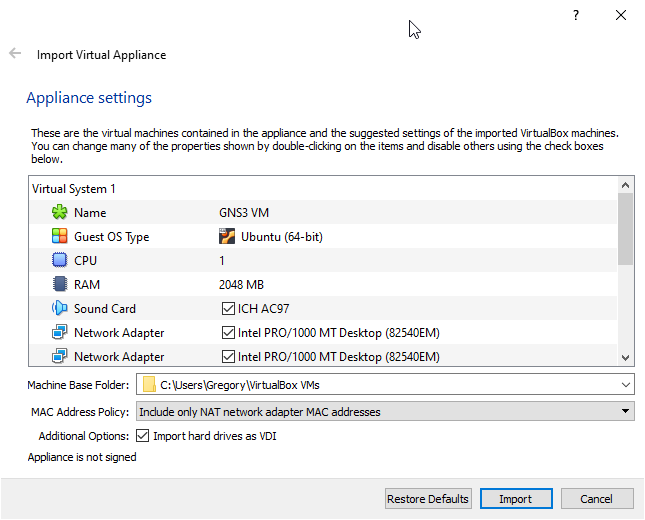 ?
Import Virtual Appliance
Appliance settings
These are the virtual machines contained in the appliance and the suggested settings of the imported VirtualBox machines.
You can change many of the properties shown by double-clicking on the items and disable others using the check boxes
below.
Virtual System 1
Name GNS3 VM
Guest OS Type Ubuntu (64-bit)
CPU 1
RAM 2048 MB
Sound Card ICH AC97
Network Adapter Intel PRO/1000 MT Desktop (82540EM)
Network Adapter Intel PRO/1000 MT Desktop (82540EM)
Machine Base Folder: C:\Users\Gregory\VirtualBox VMs
MAC Address Policy: Include only NAT network adapter MAC addresses
Additional Options: Import hard drives as VDI
Appliance is not signed
Restore Defaults Import Cancel